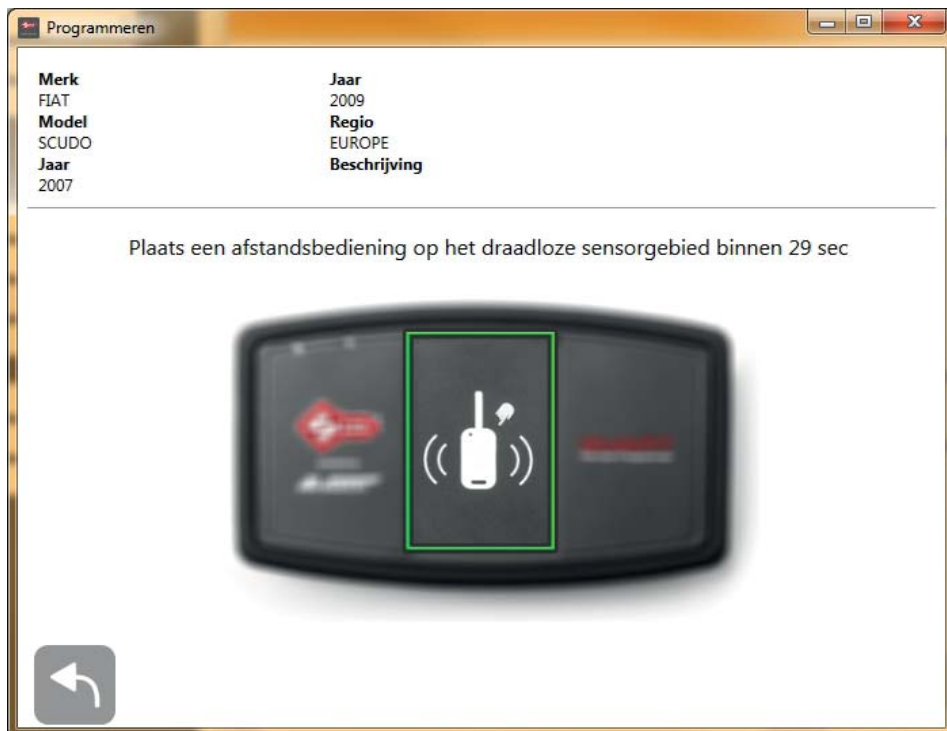 Programmeren
Merk
FIAT
Model
SCUDO
Jaar
2007
Jaar
2009
Regio
EUROPE
Beschrijving
Plaats een afstandsbediening op het draadloze sensorgebied binnen 29 sec